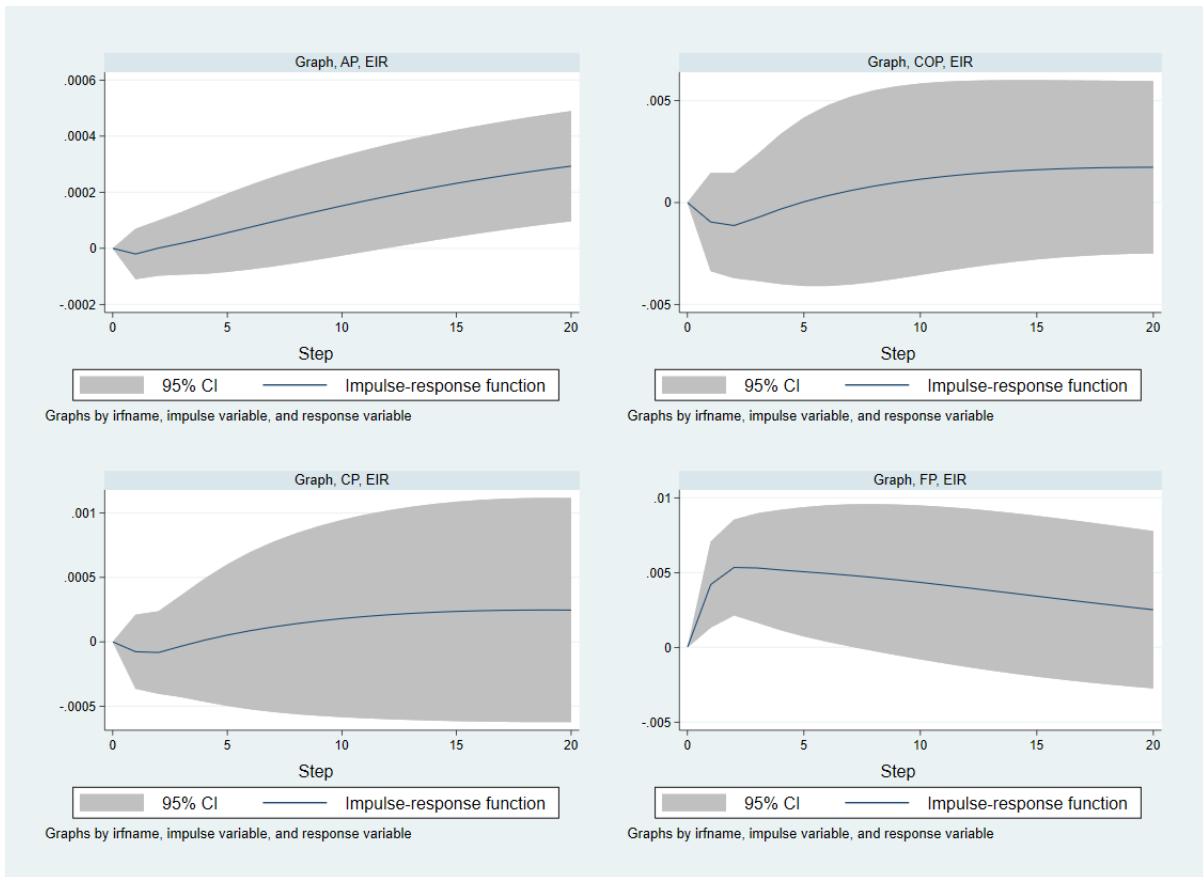 Graph, AP, EIR
.0006
.0004
.0002
0
-.0002
0 5 10 15 20
Step
95% CI Impulse-response function
Graphs by irfname, impulse variable, and response variable
Graph, COP, EIR
.005
0
-.005
0 5 10 15 20
Step
95% CI Impulse-response function
Graphs by irfname, impulse variable, and response variable
Graph, CP, EIR
.001
.0005
0
-.0005
0 5 10 15 20
Step
95% CI Impulse-response function
Graphs by irfname, impulse variable, and response variable
Graph, FP, EIR
.01
.005
0
-.005
0 5 10 15 20
Step
95% CI Impulse-response function
Graphs by irfname, impulse variable, and response variable